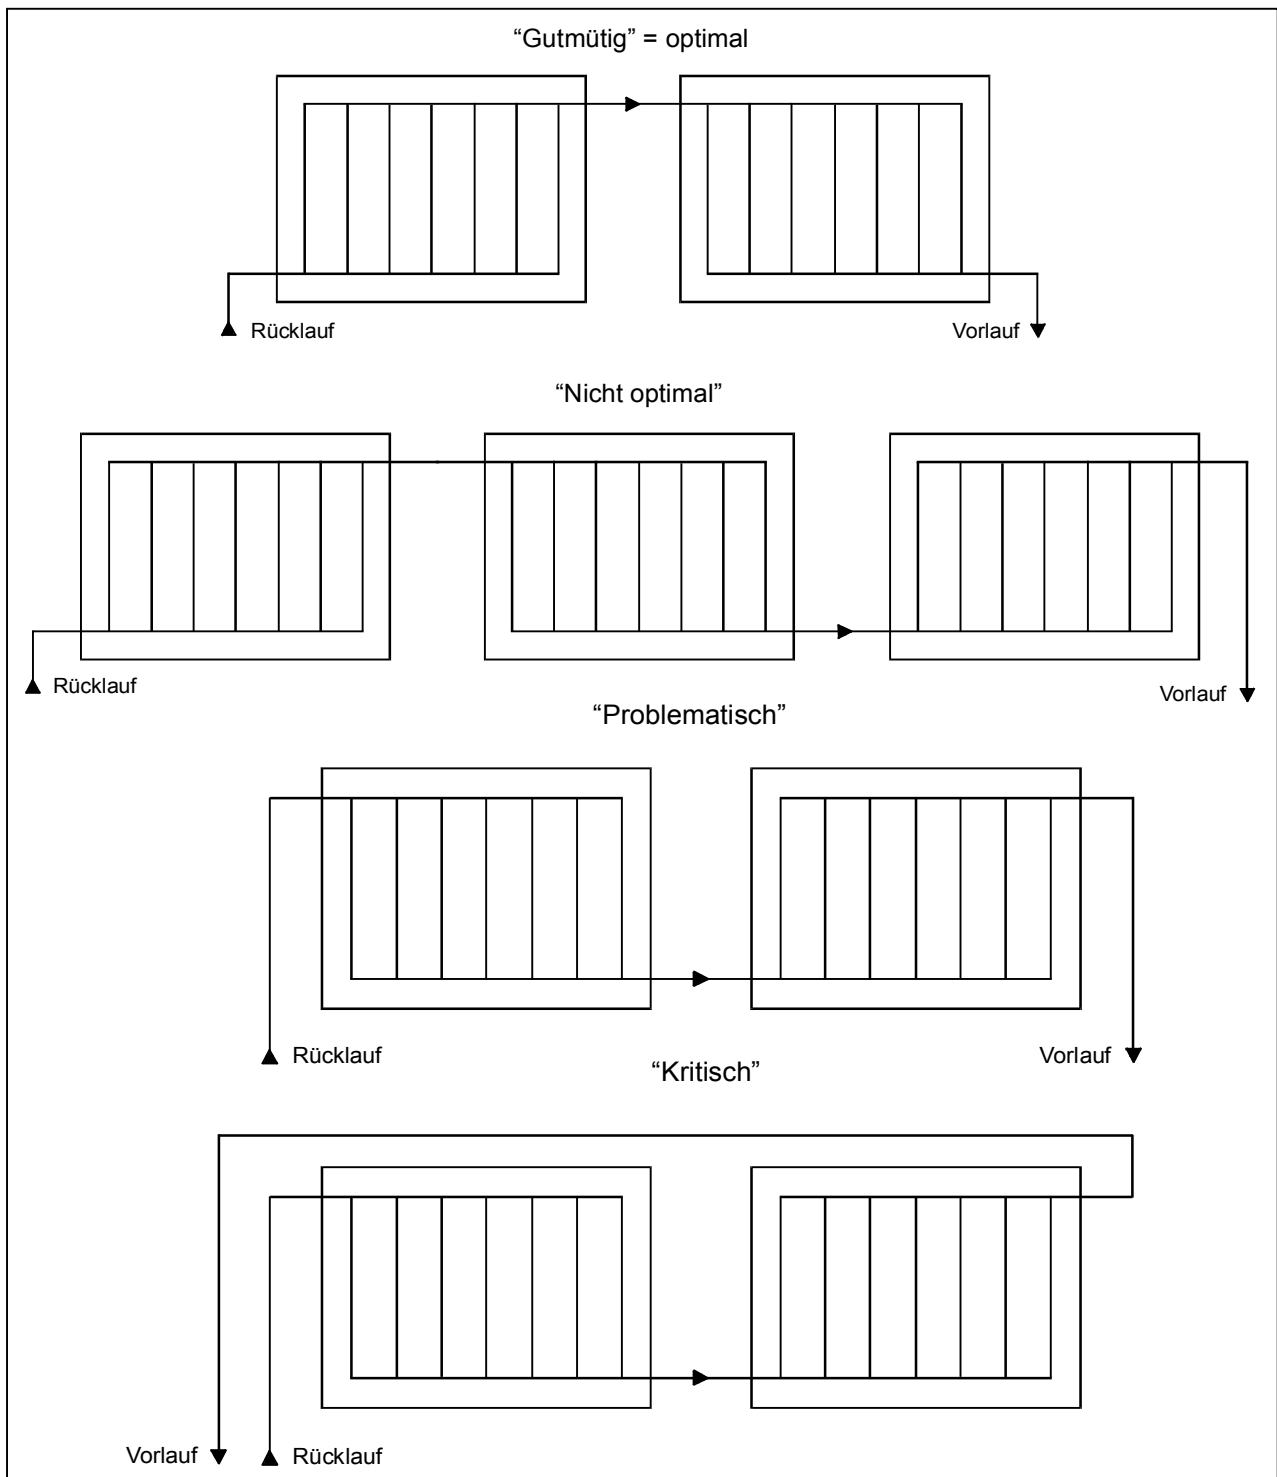 “Gutmütig” = optimal
Rücklauf
Vorlauf
“Nicht optimal”
Rücklauf
Vorlauf
“Problematisch”
Rücklauf
Vorlauf
“Kritisch”
Vorlauf
Rücklauf